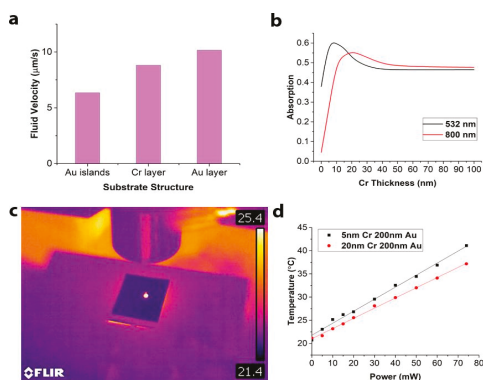 a
15
10
5
0
Fluid Velocity (μm/s)
Au islands
Cr layer
Au layer
Substrate Structure
b
0.6
0.5
0.4
0.3
0.2
0.1
0.0
Absorption
532 nm
800 nm
0 10 20 30 40 50 60 70 80 90 100
Cr Thickness (nm)
c
25.4
21.4
FLIR
d
45
40
35
30
25
20
15
Temperature (°C)
5nm Cr 200nm Au
20nm Cr 200nm Au
0 10 20 30 40 50 60 70 80
Power (mW)